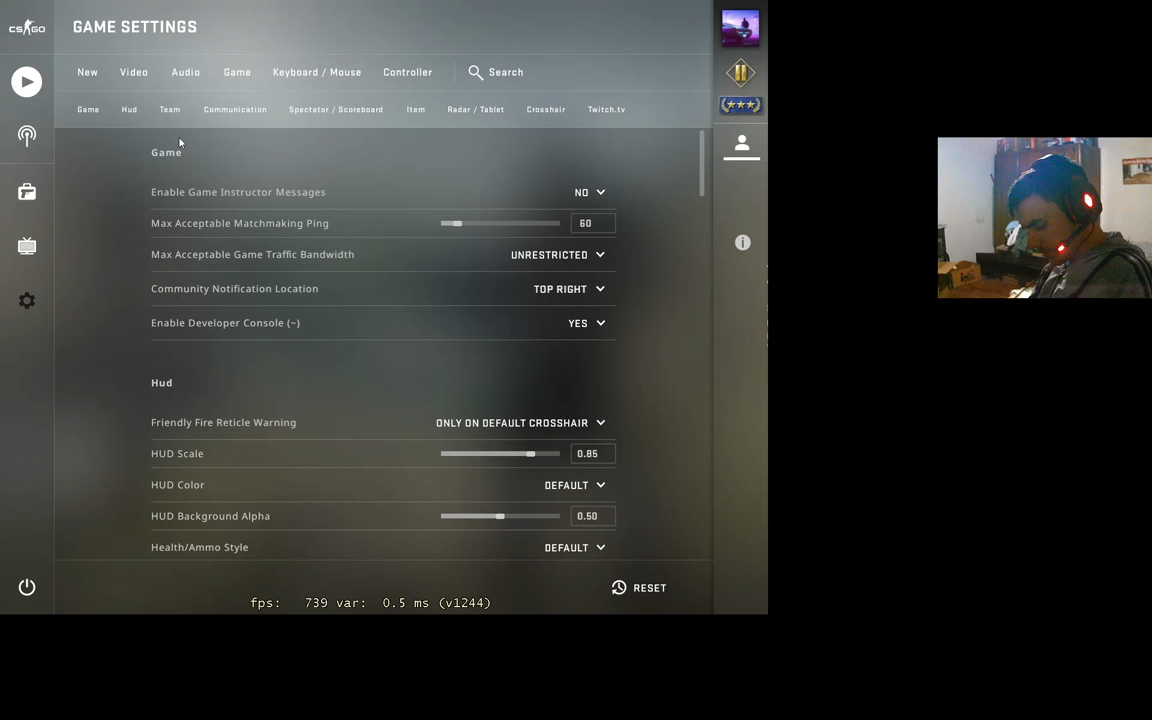 CS GO
GAME SETTINGS
New Video Audio Game Keyboard / Mouse Controller Search
Game Hud Team Communication Spectator / Scoreboard Item Radar / Tablet Crosshair Twitch.tv
Game
Enable Game Instructor Messages NO
Max Acceptable Matchmaking Ping 60
Max Acceptable Game Traffic Bandwidth UNRESTRICTED
Community Notification Location TOP RIGHT
Enable Developer Console (~) YES
Hud
Friendly Fire Reticle Warning ONLY ON DEFAULT CROSSHAIR
HUD Scale 0.85
HUD Color DEFAULT
HUD Background Alpha 0.50
Health/Ammo Style DEFAULT
RESET
fps: 739 var: 0.5 ms (v1244)